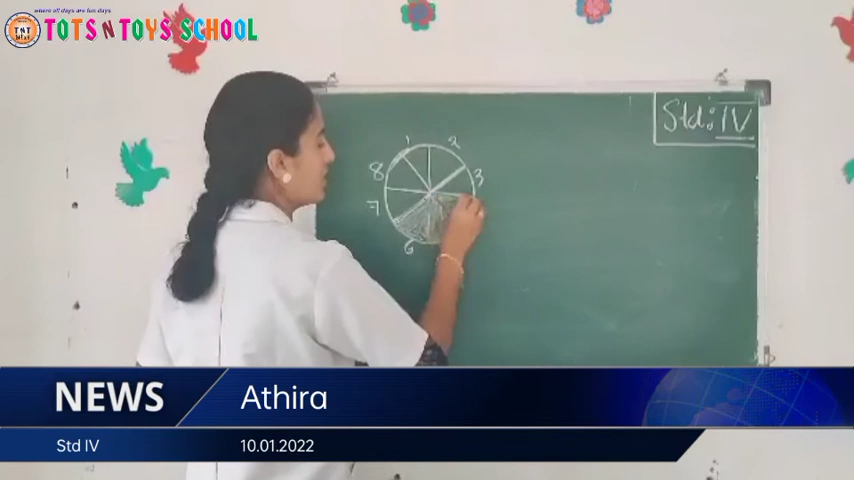 where all days are fun days
TNT
TOTS N TOYS SCHOOL
Std: IV
1
2
8
3
7
6
NEWS
Athira
Std IV
10.01.2022